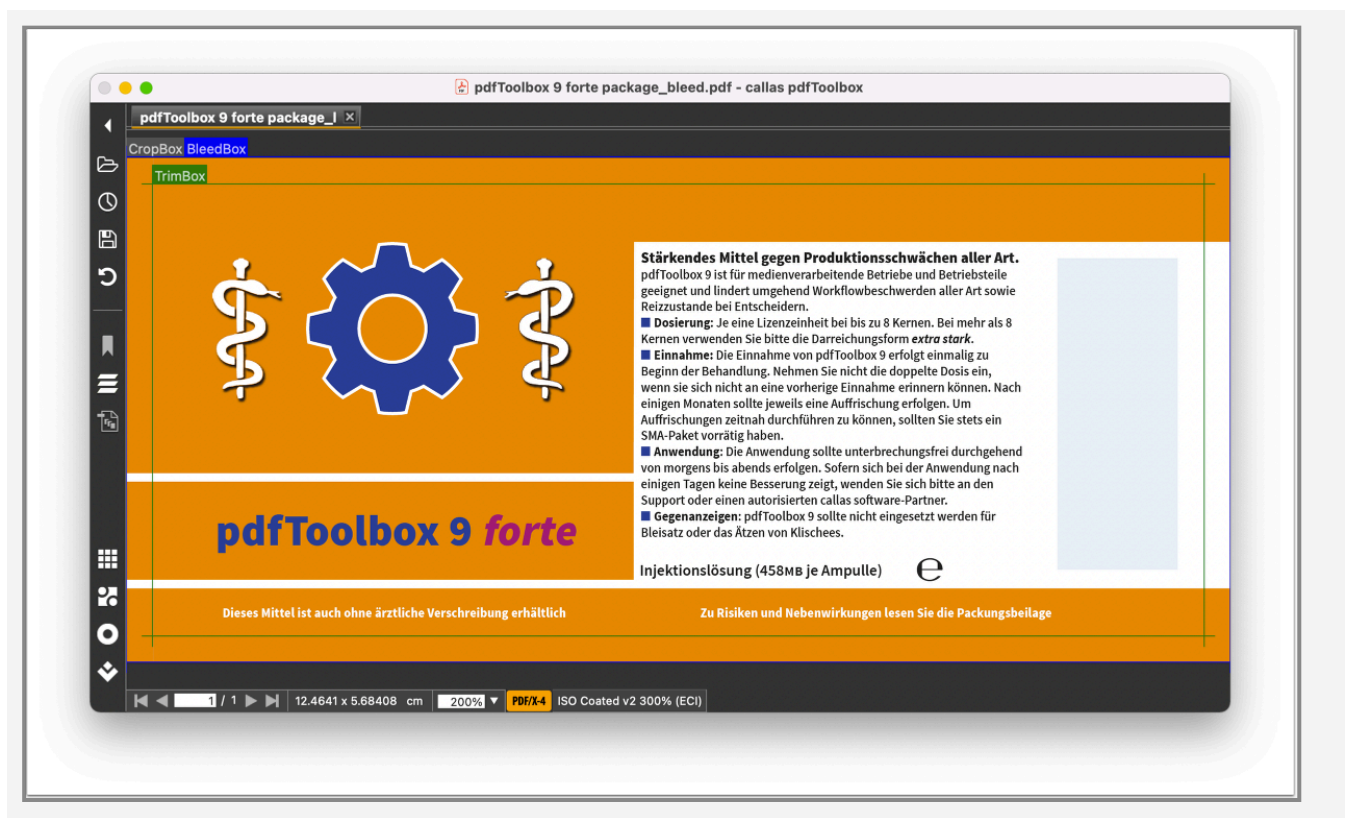 pdfToolbox 9 forte package_bleed.pdf - callas pdfToolbox
pdfToolbox 9 forte package_l
CropBox BleedBox
TrimBox
Stärkendes Mittel gegen Produktionsschwächen aller Art.
pdfToolbox 9 ist für medienverarbeitende Betriebe und Betriebsteile
geeignet und lindert umgehend Workflowbeschwerden aller Art sowie
Reizzustande bei Entscheidern.
Dosierung: Je eine Lizenzeinheit bei bis zu 8 Kernen. Bei mehr als 8
Kernen verwenden Sie bitte die Darreichungsform extra stark.
Einnahme: Die Einnahme von pdfToolbox 9 erfolgt einmalig zu
Beginn der Behandlung. Nehmen Sie nicht die doppelte Dosis ein,
wenn sie sich nicht an eine vorherige Einnahme erinnern können. Nach
einigen Monaten sollte jeweils eine Auffrischung erfolgen. Um
Auffrischungen zeitnah durchführen zu können, sollten Sie stets ein
SMA-Paket vorrätig haben.
Anwendung: Die Anwendung sollte unterbrechungsfrei durchgehend
von morgens bis abends erfolgen. Sofern sich bei der Anwendung nach
einigen Tagen keine Besserung zeigt, wenden Sie sich bitte an den
Support oder einen autorisierten callas software-Partner.
Gegenanzeigen: pdfToolbox 9 sollte nicht eingesetzt werden für
Bleisatz oder das Ätzen von Klischees.
Injektionslösung (458MB je Ampulle) ℮
pdfToolbox 9 forte
Dieses Mittel ist auch ohne ärztliche Verschreibung erhältlich
Zu Risiken und Nebenwirkungen lesen Sie die Packungsbeilage
1 / 1 12.4641 x 5.68408 cm 200% PDF/X-4 ISO Coated v2 300% (ECI)